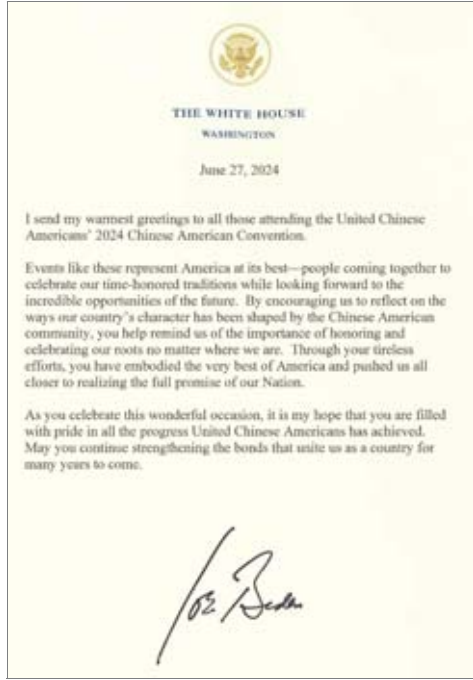 THE WHITE HOUSE
WASHINGTON
June 27, 2024
I send my warmest greetings to all those attending the United Chinese
Americans' 2024 Chinese American Convention.
Events like these represent America at its best—people coming together to
celebrate our time-honored traditions while looking forward to the
incredible opportunities of the future. By encouraging us to reflect on the
ways our country's character has been shaped by the Chinese American
community, you help remind us of the importance of honoring and
celebrating our roots no matter where we are. Through your tireless
efforts, you have embodied the very best of America and pushed us all
closer to realizing the full promise of our Nation.
As you celebrate this wonderful occasion, it is my hope that you are filled
with pride in all the progress United Chinese Americans has achieved.
May you continue strengthening the bonds that unite us as a country for
many years to come.
Joe Biden